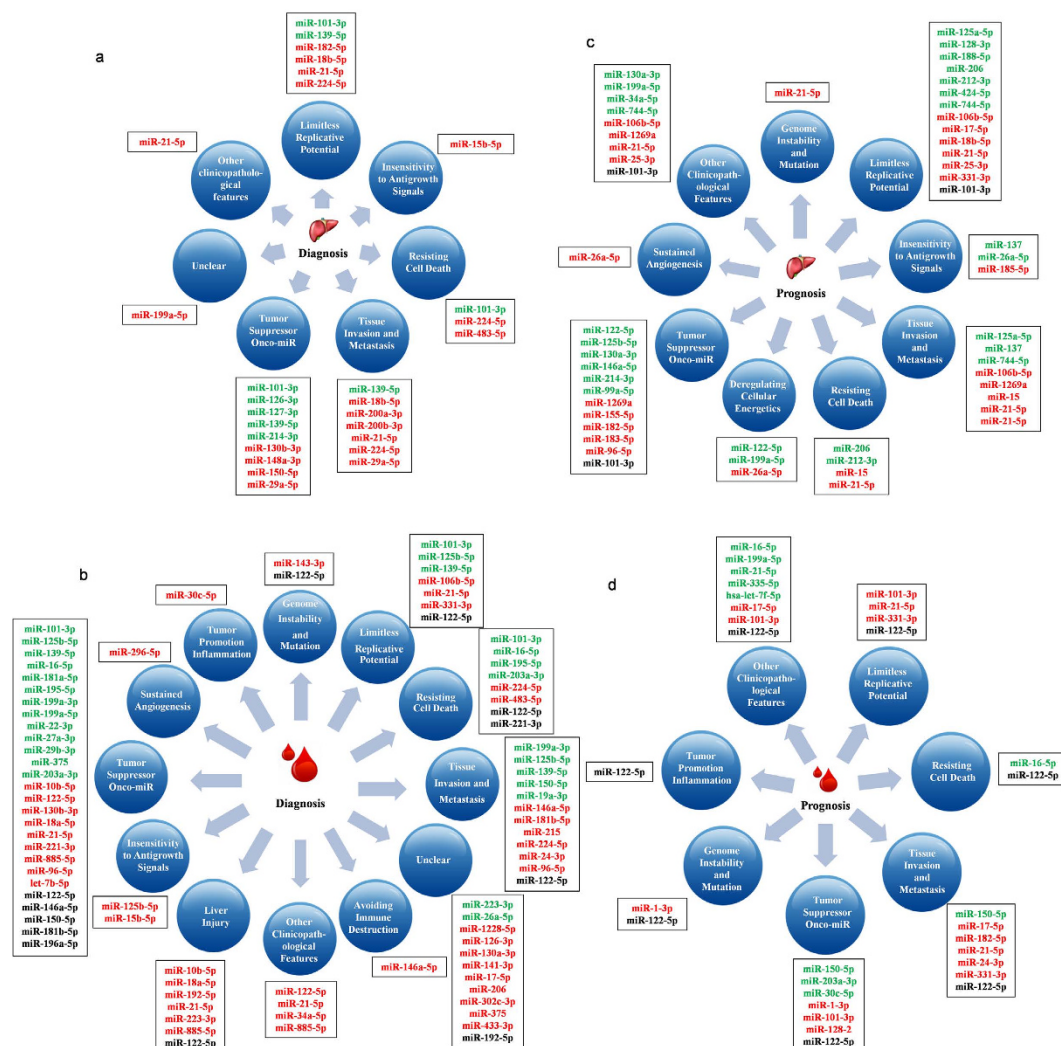 a
miR-101-3p
miR-139-5p
miR-182-5p
miR-18b-5p
miR-21-5p
miR-224-5p
Limitless
Replicative
Potential
miR-21-5p
Other
clinicopatholo-
gical
features
miR-15b-5p
Insensitivity
to Antigrowth
Signals
Diagnosis
Unclear
miR-199a-5p
Resisting
Cell Death
miR-101-3p
miR-224-5p
miR-483-5p
Tumor
Suppressor
Onco-miR
miR-101-3p
miR-126-3p
miR-127-3p
miR-139-5p
miR-214-3p
miR-130b-3p
miR-148a-3p
miR-150-5p
miR-29a-5p
Tissue
Invasion and
Metastasis
miR-139-5p
miR-18b-5p
miR-200a-3p
miR-200b-3p
miR-21-5p
miR-224-5p
miR-29a-5p
c
miR-130a-3p
miR-199a-5p
miR-34a-5p
miR-744-5p
miR-106b-5p
miR-1269a
miR-21-5p
miR-25-3p
miR-101-3p
Other
Clinicopath-
ological
Features
miR-21-5p
Genome
Instability
and
Mutation
miR-125a-5p
miR-128-3p
miR-188-5p
miR-206
miR-212-3p
miR-424-5p
miR-744-5p
miR-106b-5p
miR-17-5p
miR-18b-5p
miR-21-5p
miR-25-3p
miR-331-3p
miR-101-3p
Limitless
Replicative
Potential
miR-26a-5p
Sustained
Angiogenesis
Prognosis
Insensitivity
to Antigrowth
Signals
miR-137
miR-26a-5p
miR-185-5p
miR-122-5p
miR-125b-5p
miR-130a-3p
miR-146a-5p
miR-214-3p
miR-99a-5p
miR-1269a
miR-155-5p
miR-182-5p
miR-183-5p
miR-96-5p
miR-101-3p
Tumor
Suppressor
Onco-miR
Deregulating
Cellular
Energetics
miR-122-5p
miR-199a-5p
miR-26a-5p
Resisting
Cell Death
miR-206
miR-212-3p
miR-15
miR-21-5p
Tissue
Invasion
and
Metastasis
miR-125a-5p
miR-137
miR-744-5p
miR-106b-5p
miR-1269a
miR-15
miR-21-5p
miR-21-5p
b
miR-30c-5p
Tumor
Promotion
Inflammation
miR-143-3p
miR-122-5p
Genome
Instability
and
Mutation
miR-101-3p
miR-125b-5p
miR-139-5p
miR-106b-5p
miR-21-5p
miR-331-3p
miR-122-5p
Limitless
Replicative
Potential
miR-101-3p
miR-16-5p
miR-195-5p
miR-203a-3p
miR-224-5p
miR-483-5p
miR-122-5p
miR-221-3p
Resisting
Cell Death
miR-296-5p
Sustained
Angiogenesis
miR-101-3p
miR-125b-5p
miR-139-5p
miR-16-5p
miR-181a-5p
miR-195-5p
miR-199a-3p
miR-199a-5p
miR-22-3p
miR-27a-3p
miR-29b-3p
miR-375
miR-203a-3p
miR-10b-5p
miR-122-5p
miR-130b-3p
miR-18a-5p
miR-21-5p
miR-221-3p
miR-885-5p
miR-96-5p
let-7b-5p
miR-122-5p
miR-146a-5p
miR-150-5p
miR-181b-5p
miR-196a-5p
Tumor
Suppressor
Onco-miR
Diagnosis
Tissue
Invasion and
Metastasis
miR-199a-3p
miR-125b-5p
miR-139-5p
miR-150-5p
miR-19a-3p
miR-146a-5p
miR-181b-5p
miR-215
miR-224-5p
miR-24-3p
miR-96-5p
miR-122-5p
Insensitivity
to Antigrowth
Signals
miR-125b-5p
miR-15b-5p
Liver
Injury
miR-10b-5p
miR-18a-5p
miR-192-5p
miR-21-5p
miR-223-3p
miR-885-5p
miR-122-5p
Other
Clinicopath-
ological
Features
miR-122-5p
miR-21-5p
miR-34a-5p
miR-885-5p
Avoiding
Immune
Destruction
miR-146a-5p
Unclear
miR-223-3p
miR-26a-5p
miR-1228-5p
miR-126-3p
miR-130a-3p
miR-141-3p
miR-17-5p
miR-206
miR-302c-3p
miR-375
miR-433-3p
miR-192-5p
d
miR-16-5p
miR-199a-5p
miR-21-5p
miR-335-5p
hsa-let-7f-5p
miR-17-5p
miR-101-3p
miR-122-5p
Other
Clinicopatho-
logical
Features
miR-101-3p
miR-21-5p
miR-331-3p
miR-122-5p
Limitless
Replicative
Potential
miR-122-5p
Tumor
Promotion
Inflammation
Prognosis
Resisting
Cell Death
miR-16-5p
miR-122-5p
Genome
Instability and
Mutation
miR-1-3p
miR-122-5p
Tumor
Suppressor
Onco-miR
miR-150-5p
miR-203a-3p
miR-30c-5p
miR-1-3p
miR-101-3p
miR-128-2
miR-122-5p
Tissue
Invasion and
Metastasis
miR-150-5p
miR-17-5p
miR-182-5p
miR-21-5p
miR-24-3p
miR-331-3p
miR-122-5p